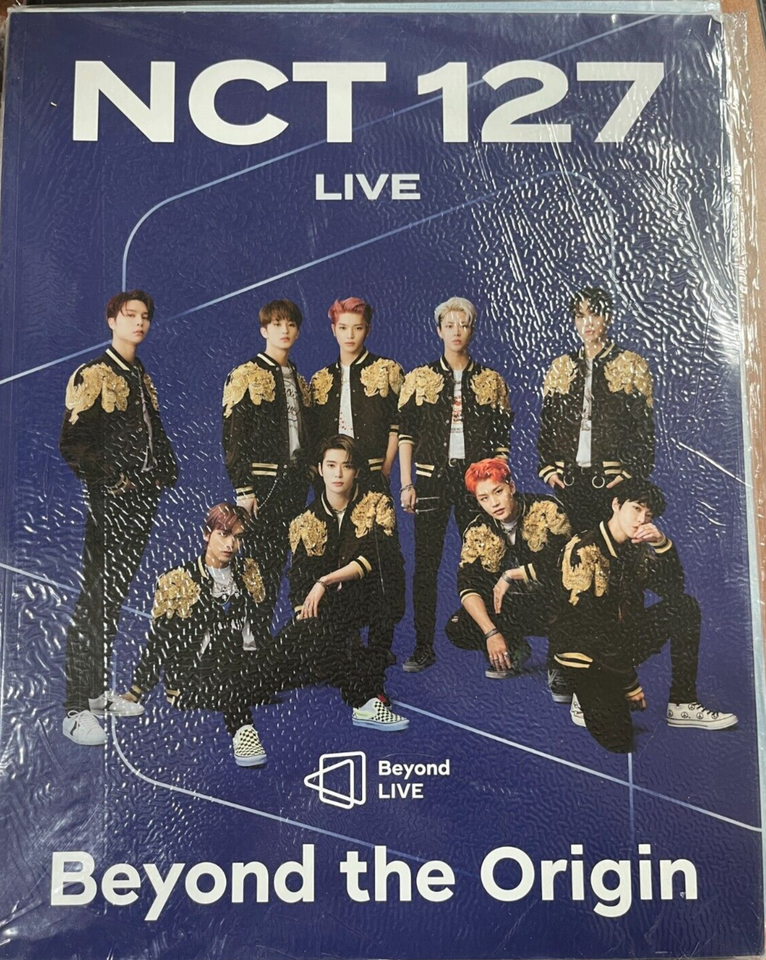 NCT 127
LIVE
Beyond
LIVE
Beyond the Origin